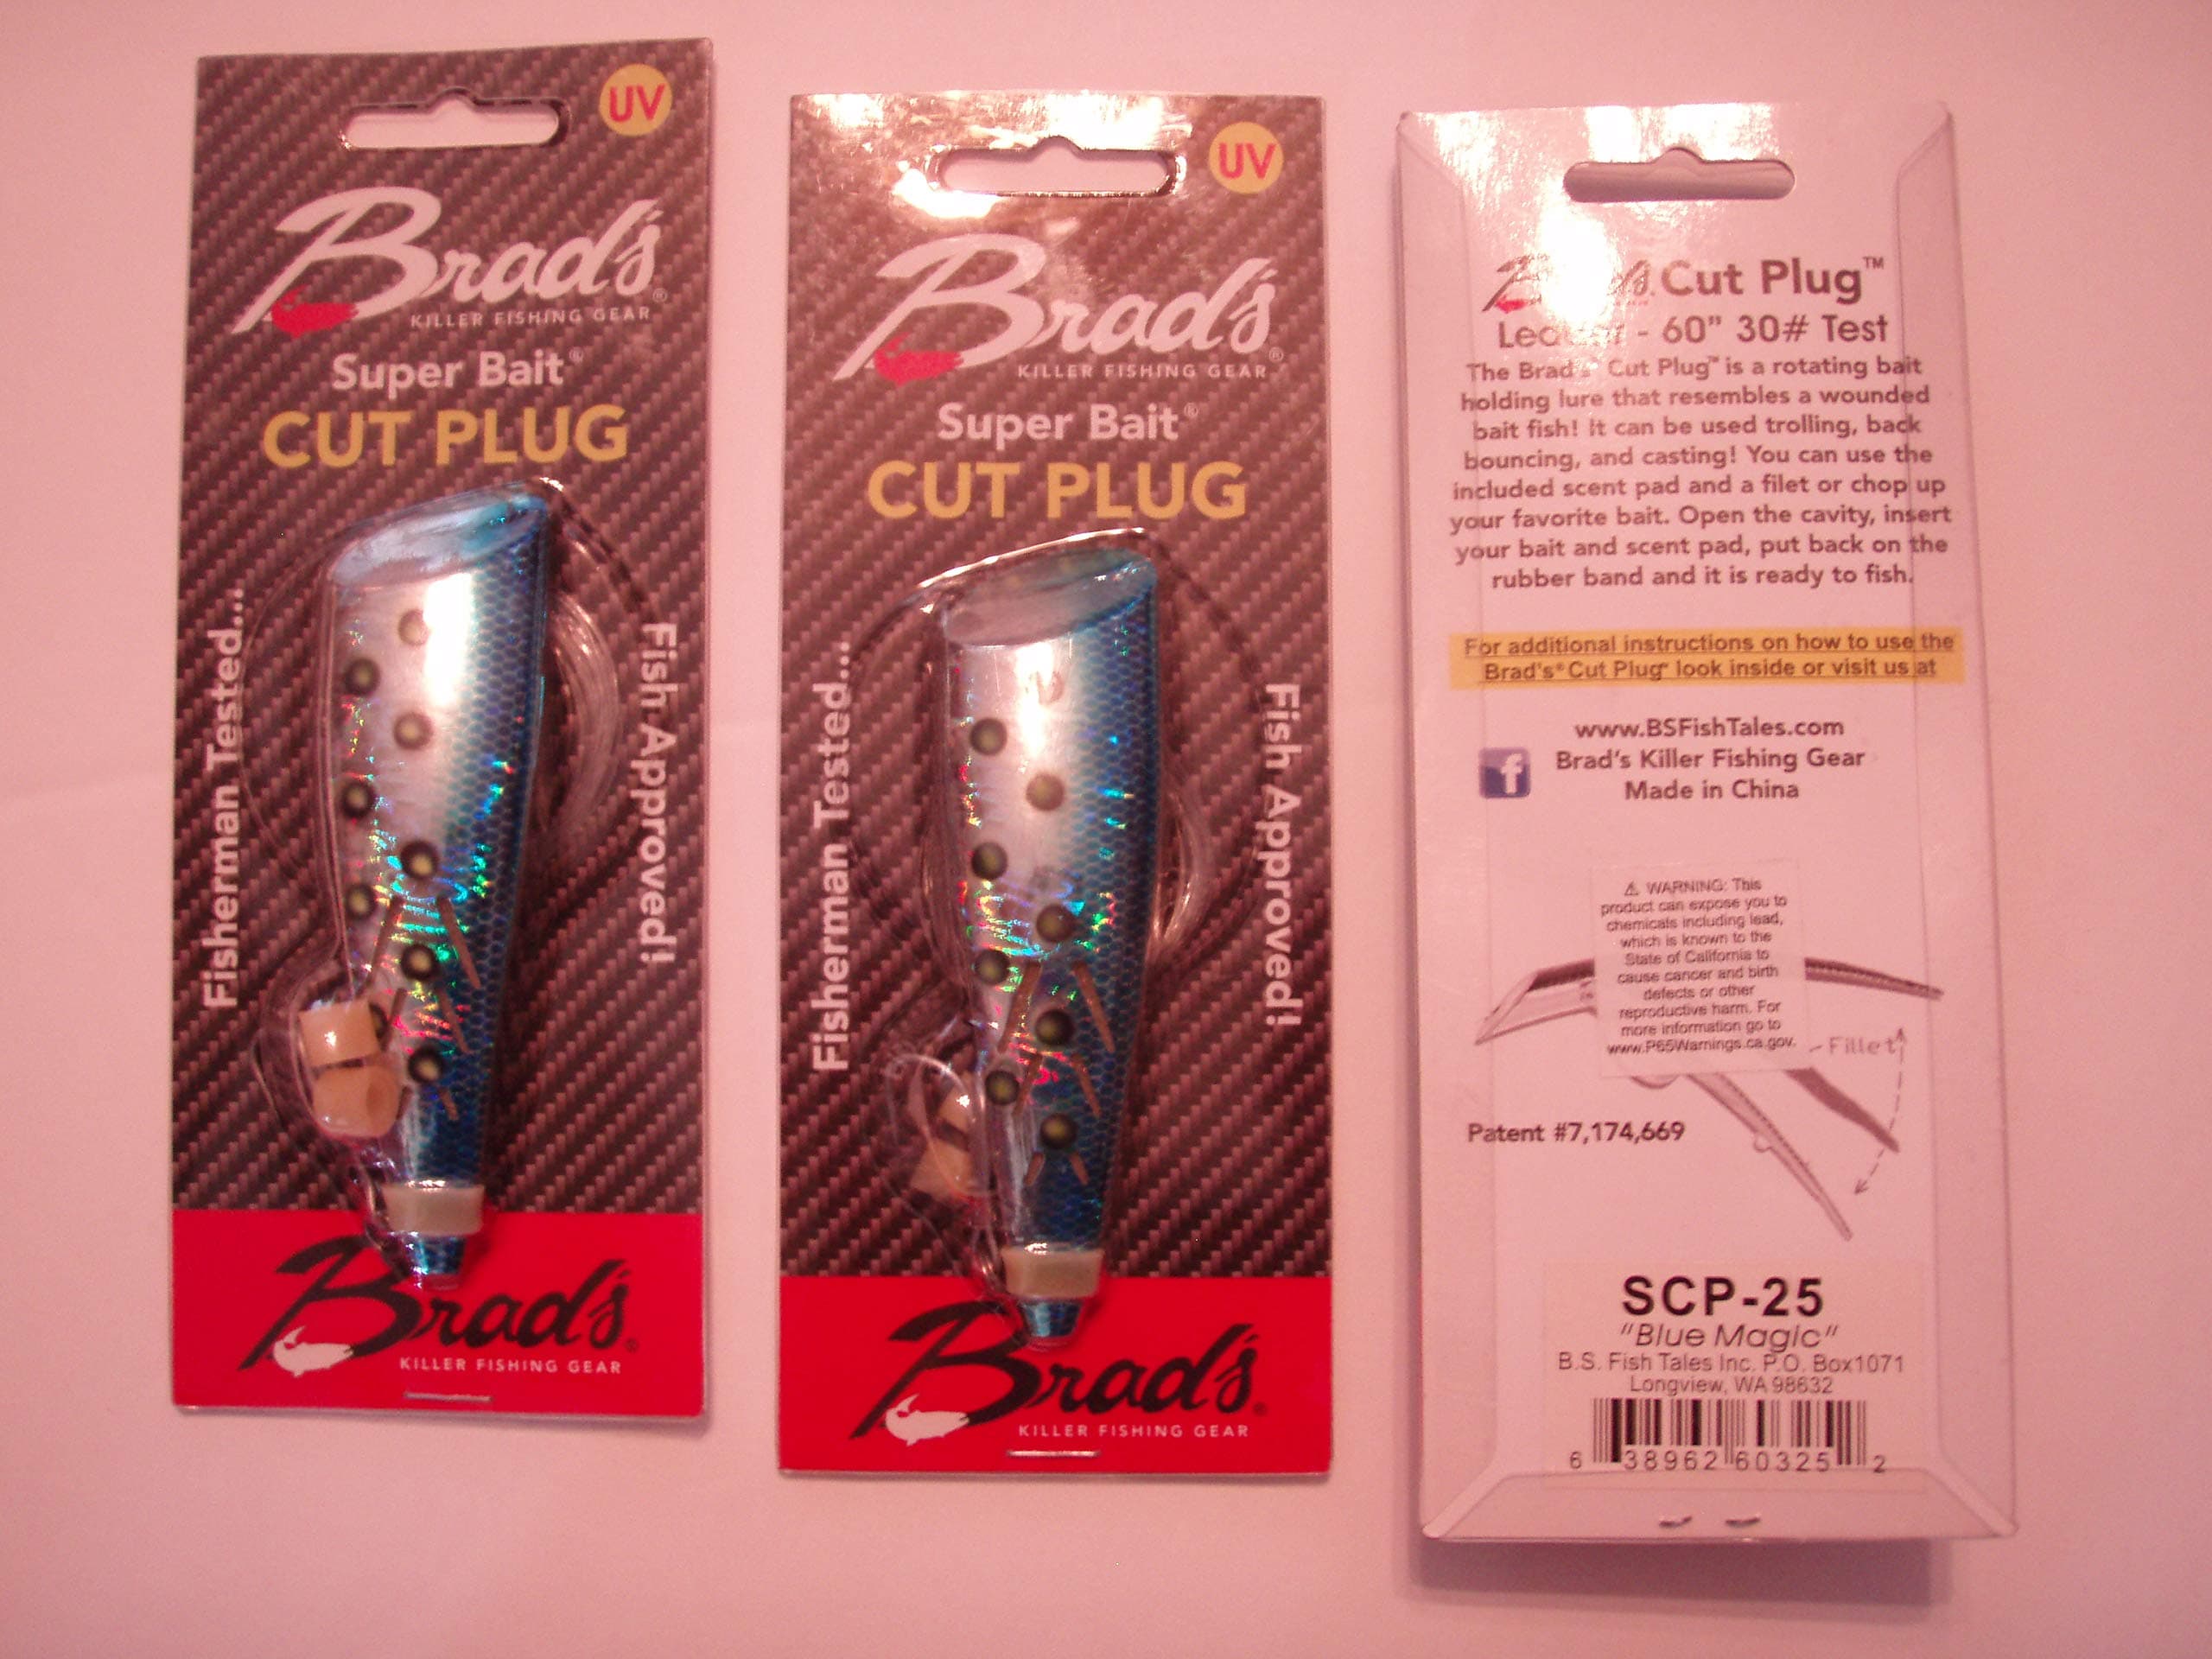 UV
Brad's®
KILLER FISHING GEAR
Super Bait®
CUT PLUG
Fisherman Tested...
Fish Approved!
Brad's®
KILLER FISHING GEAR
UV
Brad's®
KILLER FISHING GEAR
Super Bait®
CUT PLUG
Fisherman Tested...
Fish Approved!
Brad's®
KILLER FISHING GEAR
Brad's® Cut Plug™
Leader - 60" 30# Test
The Brad's® Cut Plug™ is a rotating bait
holding lure that resembles a wounded
bait fish! It can be used trolling, back
bouncing, and casting! You can use the
included scent pad and a filet or chop up
your favorite bait. Open the cavity, insert
your bait and scent pad, put back on the
rubber band and it is ready to fish.
For additional instructions on how to use the
Brad's® Cut Plug™ look inside or visit us at
www.BSFishTales.com
f Brad's Killer Fishing Gear
Made in China
⚠ WARNING: This
product can expose you to
chemicals including lead,
which is known to the
State of California to
cause cancer and birth
defects or other
reproductive harm. For
more information go to
www.P65Warnings.ca.gov.
Fillet
Patent #7,174,669
SCP-25
"Blue Magic"
B.S. Fish Tales Inc. P.O. Box1071
Longview, WA 98632
6 38962 60325 2